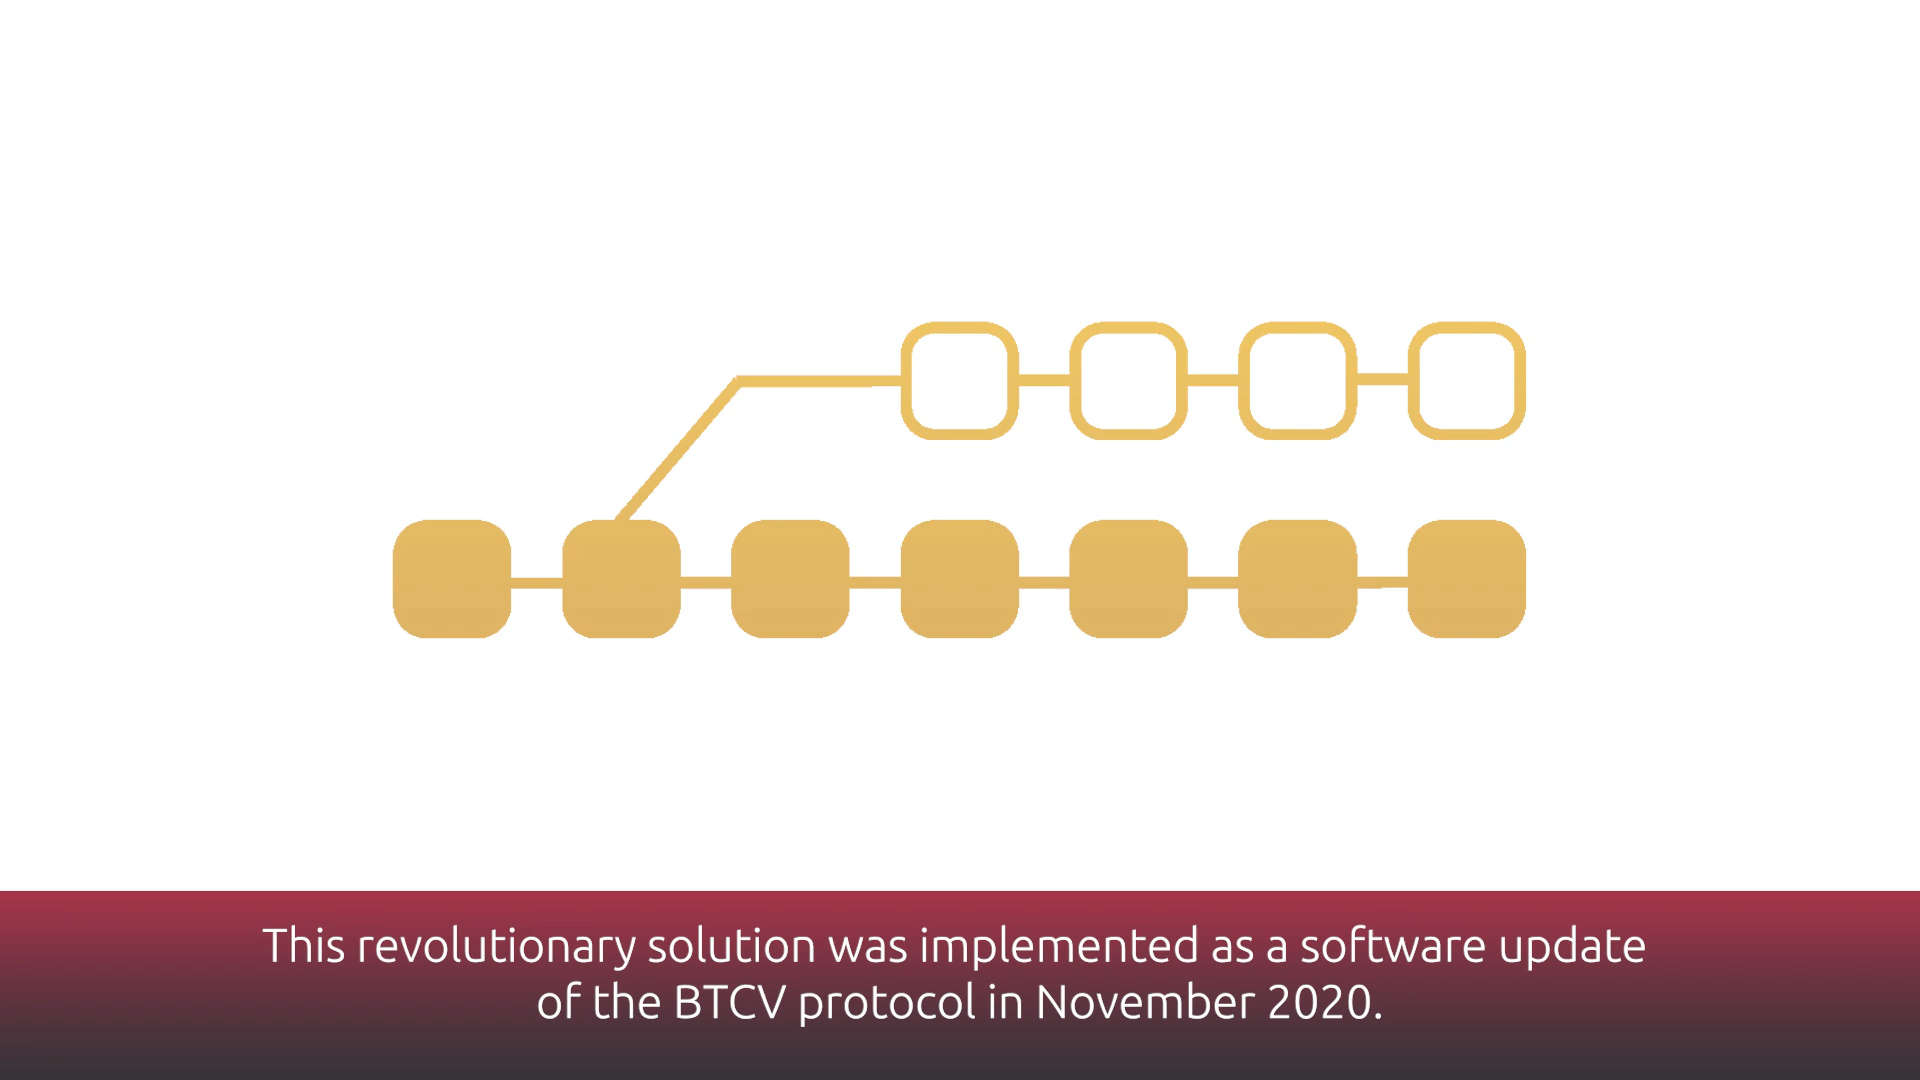 This revolutionary solution was implemented as a software update
of the BTCV protocol in November 2020.